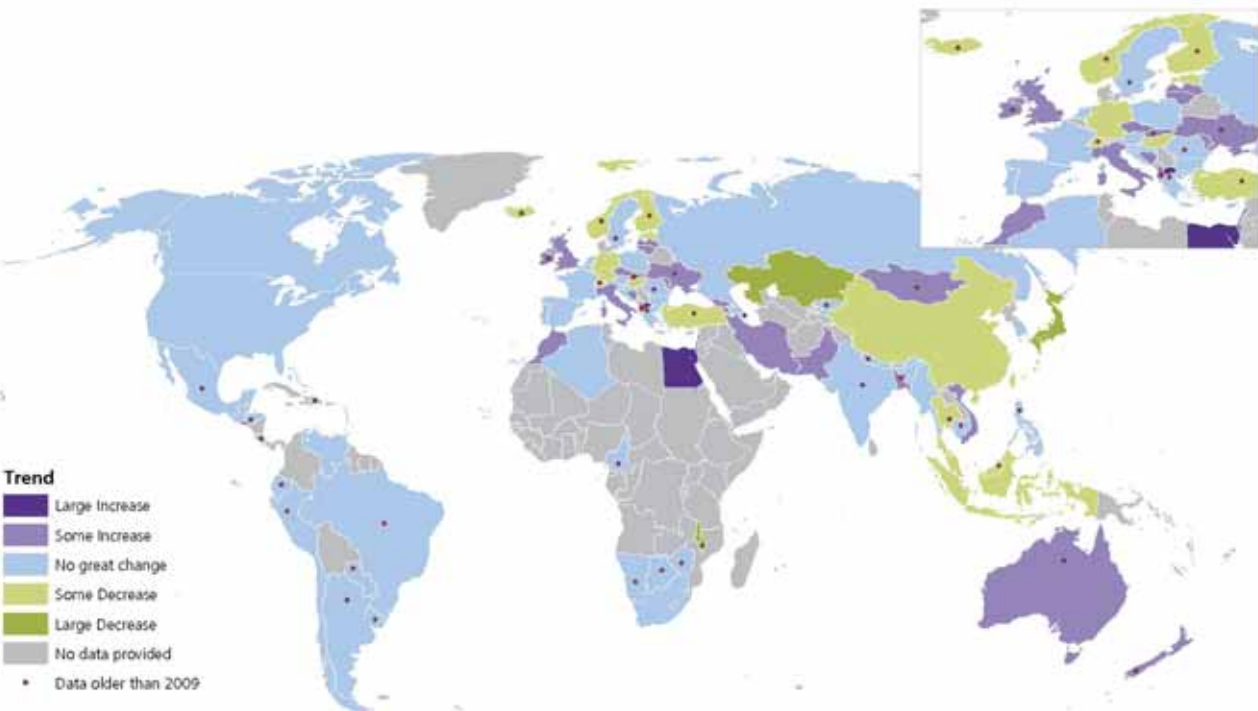 Trend
Large Increase
Some Increase
No great change
Some Decrease
Large Decrease
No data provided
Data older than 2009